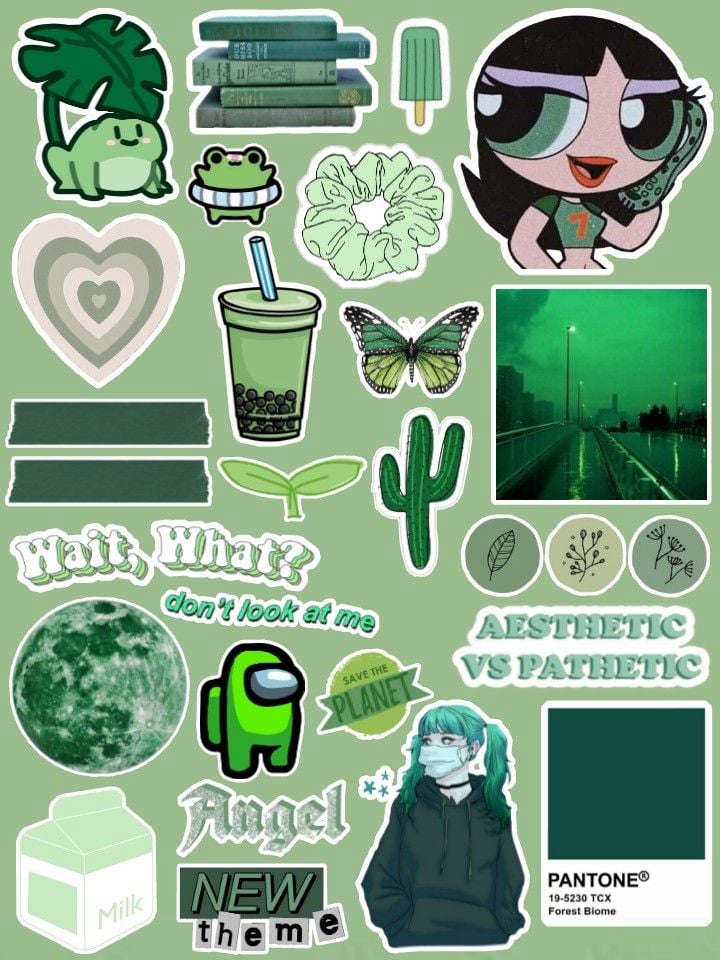 7
Wait, What?
don't look at me
AESTHETIC
VS PATHETIC
SAVE THE
PLANET
Angel
PANTONE®
19-5230 TCX
Forest Biome
Milk
NEW
theme